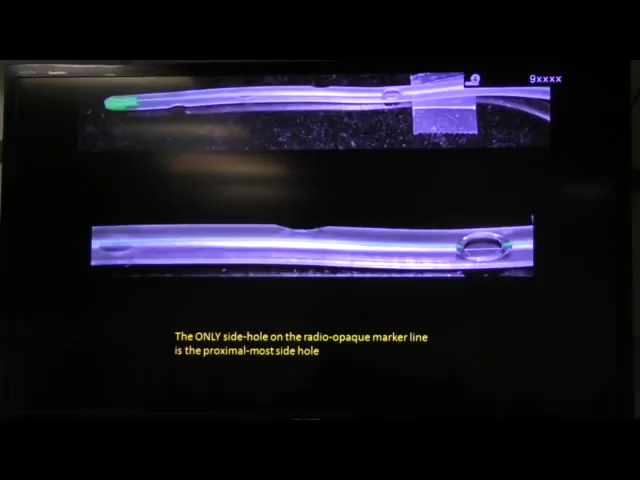 9xxxx
The ONLY side-hole on the radio-opaque marker line
is the proximal-most side hole